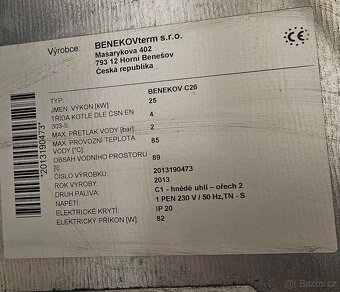 Výrobce:
BENEKOVterm s.r.o.
Masarykova 402
793 12 Horní Benešov
Česká republika
CE
*2013190473*
TYP: BENEKOV C26
JMEN. VÝKON [kW]: 25
TŘÍDA KOTLE DLE ČSN EN 303-5: 4
MAX. PŘETLAK VODY [bar]: 2
MAX. PROVOZNÍ TEPLOTA VODY [°C]: 85
OBSAH VODNÍHO PROSTORU [l]: 89
ČÍSLO VÝROBKU: 2013190473
ROK VÝROBY: 2013
DRUH PALIVA: C1 - hnědé uhlí – ořech 2
NAPĚTÍ: 1 PEN 230 V / 50 Hz,TN - S
ELEKTRICKÉ KRYTÍ: IP 20
ELEKTRICKÝ PŘÍKON [W]: 82
Bazos.cz